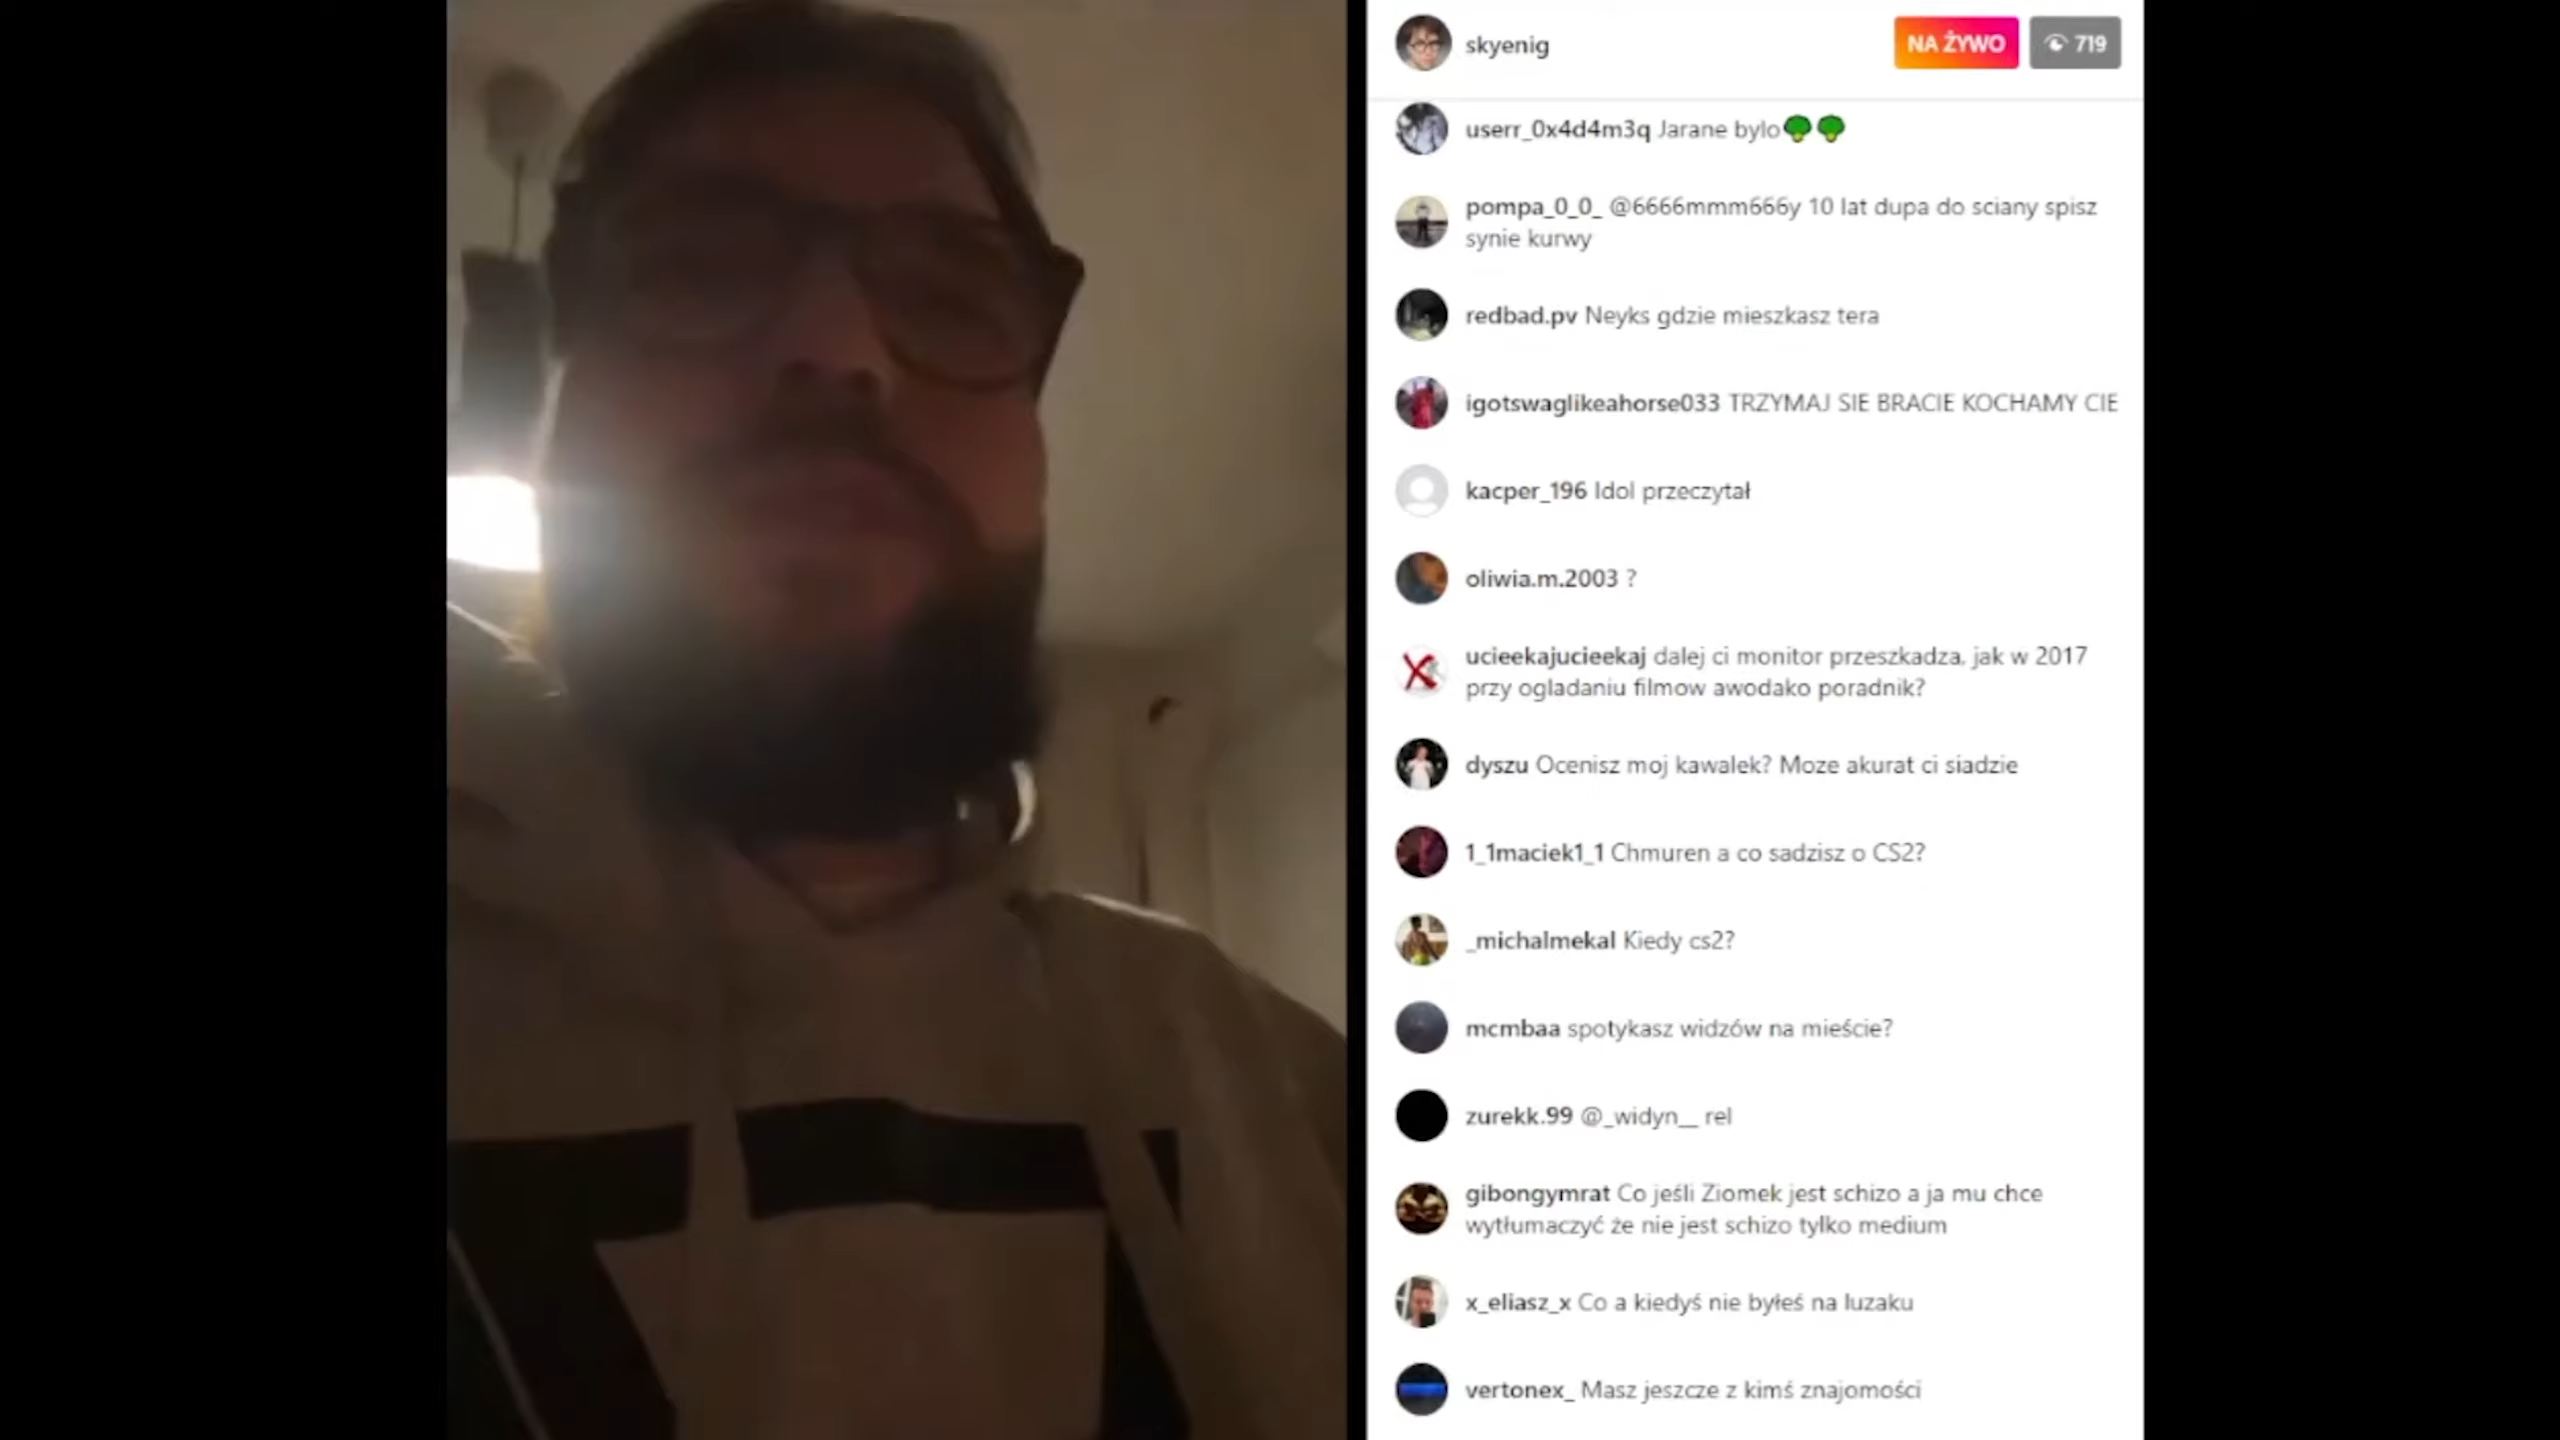 skyenig
NA ŻYWO
719
userr_0x4d4m3q Jarane bylo🥦🥦
pompa_0_0_ @6666mmm666y 10 lat dupa do sciany spisz
synie kurwy
redbad.pv Neyks gdzie mieszkasz tera
igotswaglikeahorse033 TRZYMAJ SIE BRACIE KOCHAMY CIE
kacper_196 Idol przeczytał
oliwia.m.2003 ?
ucieekajucieekaj dalej ci monitor przeszkadza, jak w 2017
przy ogladaniu filmow awodako poradnik?
dyszu Ocenisz moj kawalek? Moze akurat ci siadzie
1_1maciek1_1 Chmuren a co sadzisz o CS2?
_michalmekal Kiedy cs2?
mcmbaa spotykasz widzów na mieście?
zurekk.99 @_widyn__ rel
gibongymrat Co jeśli Ziomek jest schizo a ja mu chce
wytłumaczyć że nie jest schizo tylko medium
x_eliasz_x Co a kiedyś nie byłeś na luzaku
vertonex_ Masz jeszcze z kimś znajomości